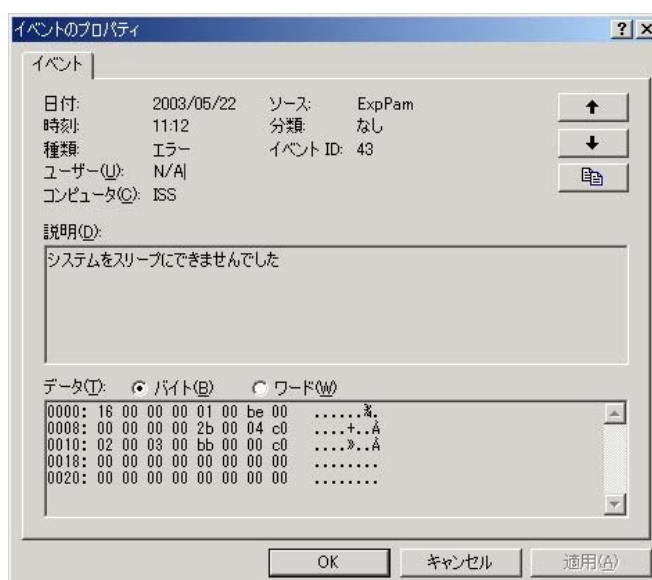 イベントのプロパティ
イベント
日付: 2003/05/22 ソース: ExpPam
時刻: 11:12 分類: なし
種類: エラー イベント ID: 43
ユーザー(U): N/A
コンピュータ(C): ISS
説明(D):
システムをスリープにできませんでした
データ(T): バイト(B) ワード(W)
0000: 16 00 00 00 01 00 be 00 ......¾.
0008: 00 00 00 00 2b 00 04 c0 ....+..À
0010: 02 00 03 00 bb 00 00 c0 ....»..À
0018: 00 00 00 00 00 00 00 00 ........
0020: 00 00 00 00 00 00 00 00 ........
OK キャンセル 適用(A)